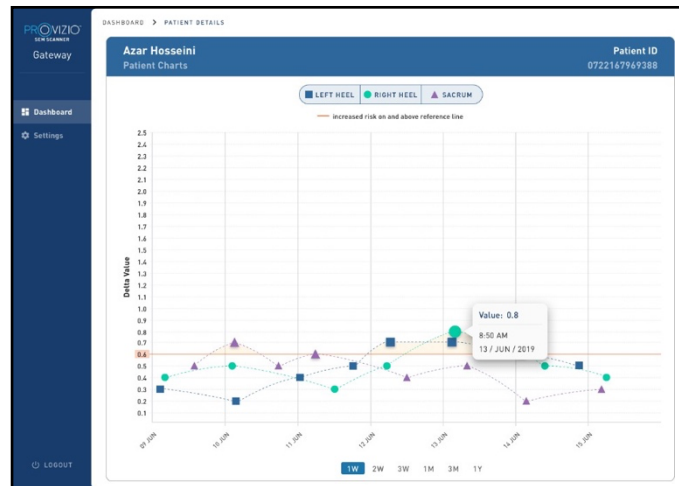 PROVIZIO
SEM SCANNER
Gateway
Dashboard
Settings
LOGOUT
DASHBOARD > PATIENT DETAILS
Azar Hosseini
Patient Charts
Patient ID
0722167969388
LEFT HEEL RIGHT HEEL SACRUM
increased risk on and above reference line
Delta Value
2.5
2.4
2.3
2.2
2.1
2.0
1.9
1.8
1.7
1.6
1.5
1.4
1.3
1.2
1.1
1.0
0.9
0.8
0.7
0.6
0.5
0.4
0.3
0.2
0.1
Value: 0.8
8:50 AM
13 / JUN / 2019
09 JUN 10 JUN 11 JUN 12 JUN 13 JUN 14 JUN 15 JUN
1W 2W 3W 1M 3M 1Y